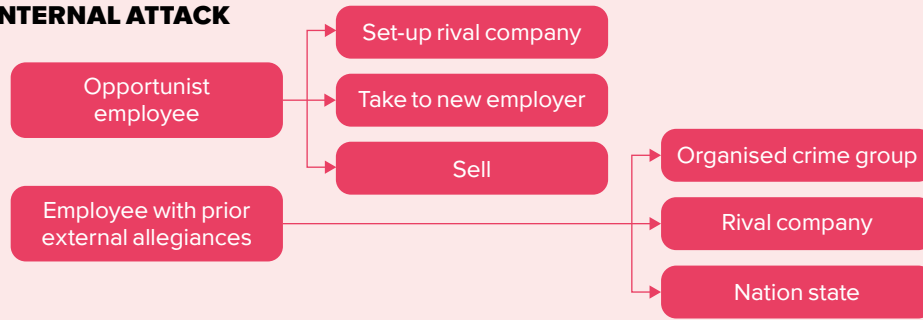 NTERNAL ATTACK
Opportunist
employee
Set-up rival company
Take to new employer
Sell
Employee with prior
external allegiances
Organised crime group
Rival company
Nation state